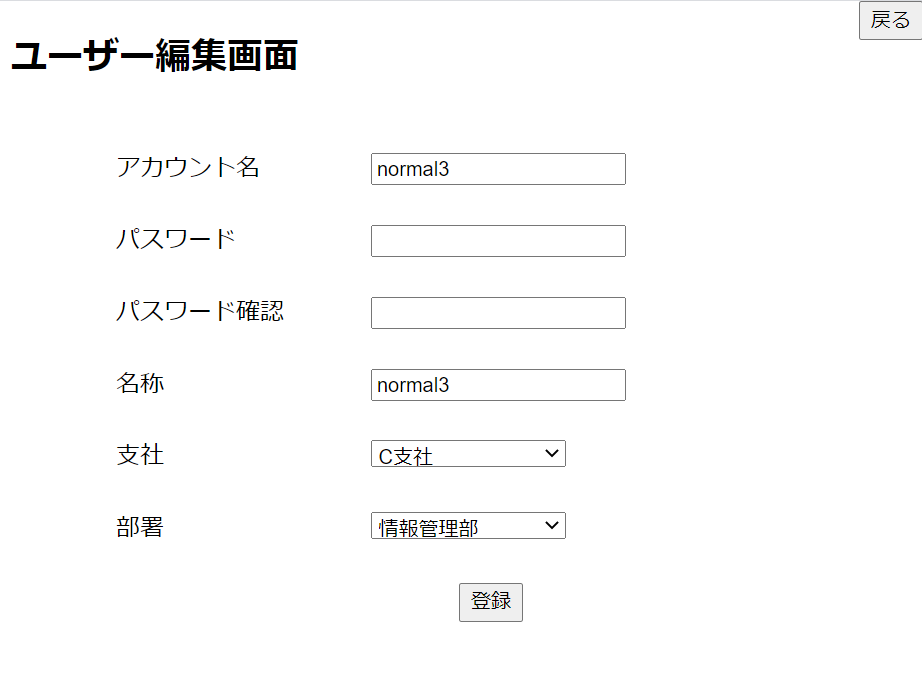 戻る
ユーザー編集画面
アカウント名 normal3
パスワード
パスワード確認
名称 normal3
支社 C支社
部署 情報管理部
登録